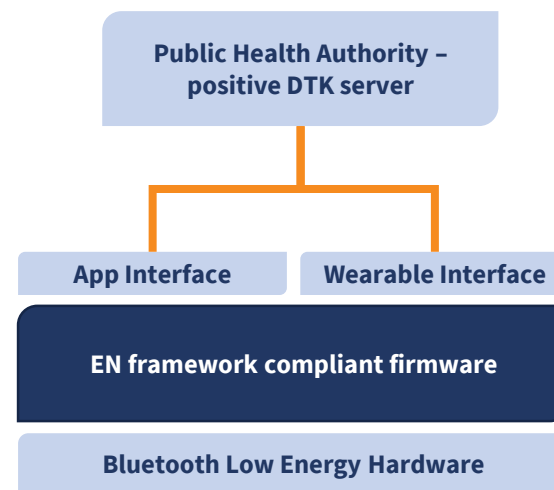 Public Health Authority –
positive DTK server
App Interface
Wearable Interface
EN framework compliant firmware
Bluetooth Low Energy Hardware